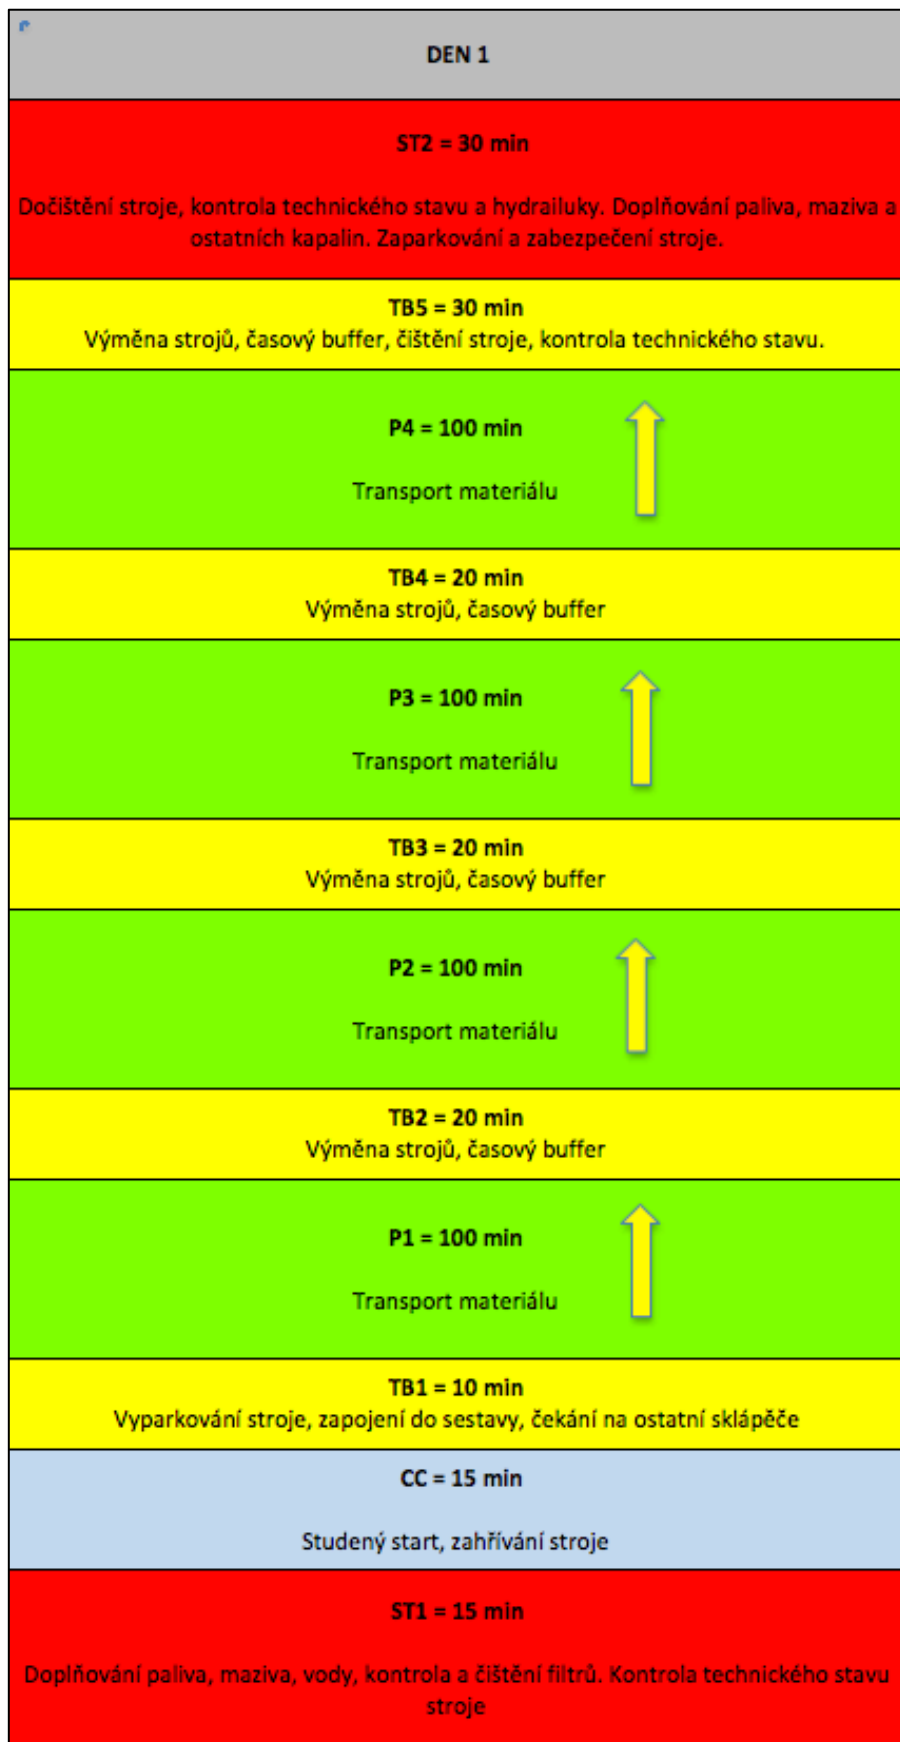 DEN 1
ST2 = 30 min
Dočištění stroje, kontrola technického stavu a hydrailuky. Doplňování paliva, maziva a
ostatních kapalin. Zaparkování a zabezpečení stroje.
TB5 = 30 min
Výměna strojů, časový buffer, čištění stroje, kontrola technického stavu.
P4 = 100 min
Transport materiálu
TB4 = 20 min
Výměna strojů, časový buffer
P3 = 100 min
Transport materiálu
TB3 = 20 min
Výměna strojů, časový buffer
P2 = 100 min
Transport materiálu
TB2 = 20 min
Výměna strojů, časový buffer
P1 = 100 min
Transport materiálu
TB1 = 10 min
Vyparkování stroje, zapojení do sestavy, čekání na ostatní sklápěče
CC = 15 min
Studený start, zahřívání stroje
ST1 = 15 min
Doplňování paliva, maziva, vody, kontrola a čištění filtrů. Kontrola technického stavu
stroje